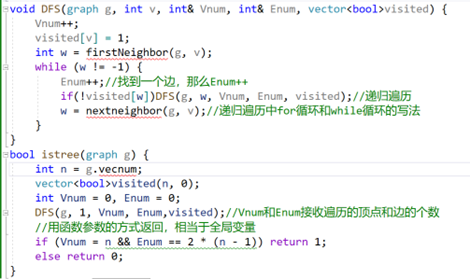 void DFS(graph g, int v, int& Vnum, int& Enum, vector<bool>visited) {
Vnum++;
visited[v] = 1;
int w = firstNeighbor(g, v);
while (w != -1) {
Enum++;//找到一个边，那么Enum++
if(!visited[w])DFS(g, w, Vnum, Enum, visited);//递归遍历
w = nextneighbor(g, v);//递归遍历中for循环和while循环的写法
}
}
bool istree(graph g) {
int n = g.vecnum;
vector<bool>visited(n, 0);
int Vnum = 0, Enum = 0;
DFS(g, 1, Vnum, Enum,visited);//Vnum和Enum接收遍历的顶点和边的个数
//用函数参数的方式返回，相当于全局变量
if (Vnum = n && Enum == 2 * (n - 1)) return 1;
else return 0;
}